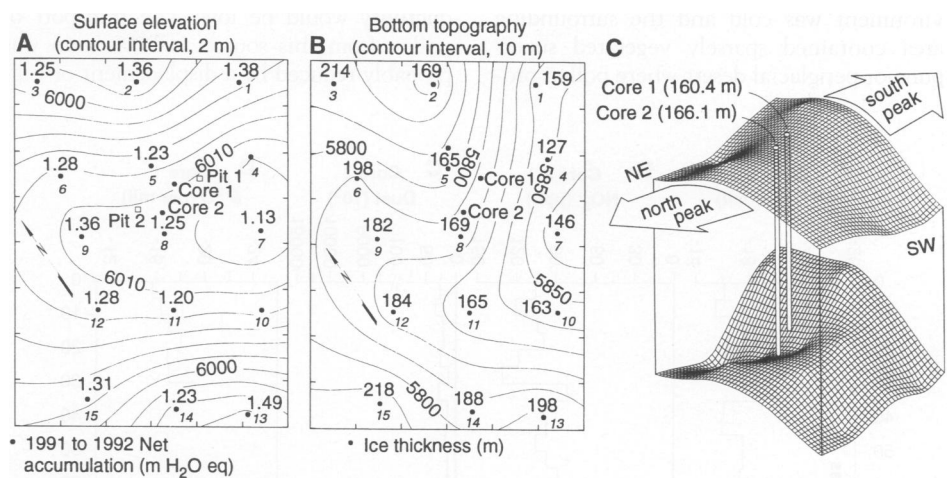 A
Surface elevation
(contour interval, 2 m)
1.25
3
1.36
2
1.38
1
6000
1.28
6
1.23
5
6010
4
Pit 1
Core 1
Core 2
Pit 2
1.36
9
1.25
8
1.13
7
6010
1.28
12
1.20
11
10
6000
1.31
15
1.23
14
1.49
13
• 1991 to 1992 Net
accumulation (m H₂O eq)
B
Bottom topography
(contour interval, 10 m)
214
3
169
2
159
1
5800
198
6
165
5
5800
127
4
5850
Core1
Core 2
182
9
169
8
146
7
5850
184
12
165
11
163
10
5800
218
15
188
14
198
13
• Ice thickness (m)
C
Core 1 (160.4 m)
Core 2 (166.1 m)
south
peak
NE
north
peak
SW